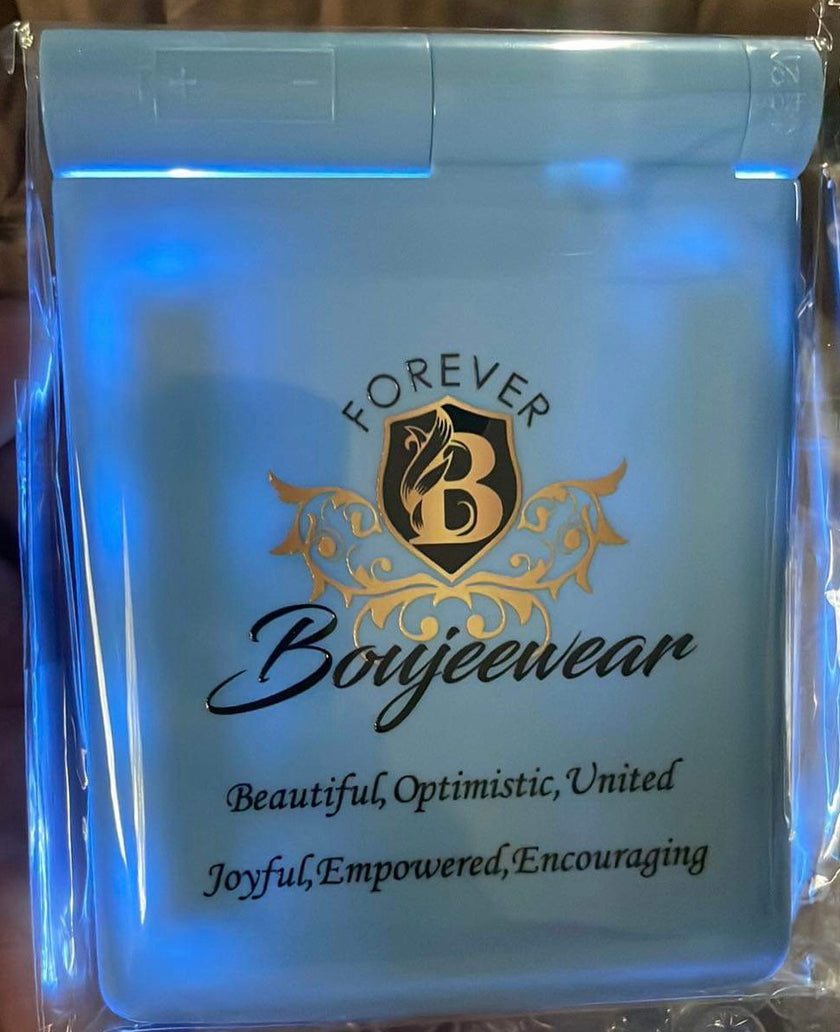 + -
FOREVER
B
Boujeewear
Beautiful,Optimistic,United
Joyful,Empowered,Encouraging